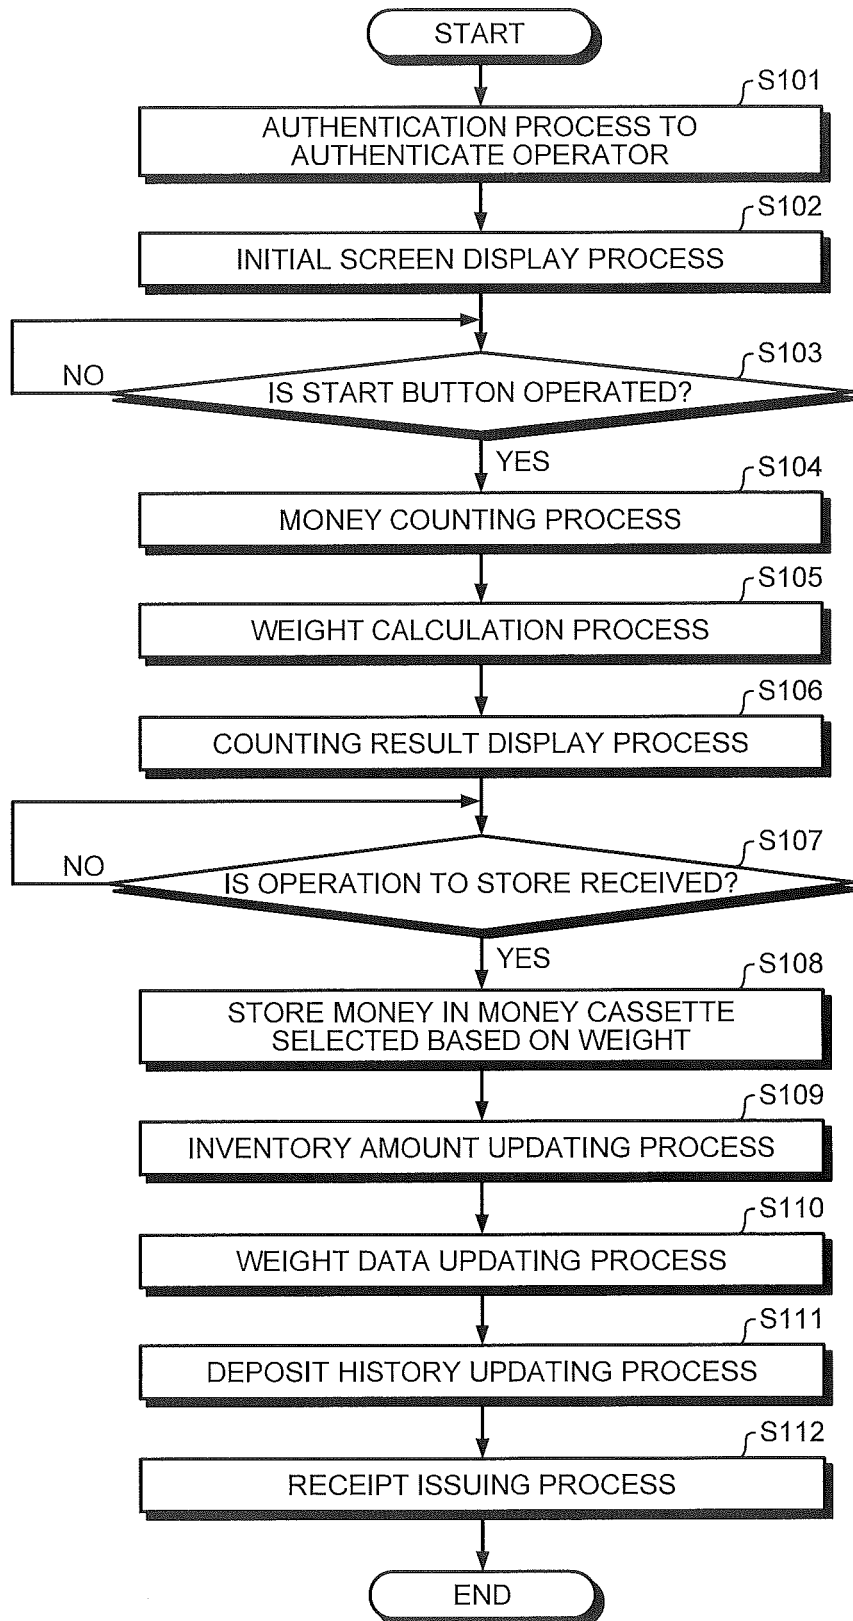 START
S101
AUTHENTICATION PROCESS TO
AUTHENTICATE OPERATOR
S102
INITIAL SCREEN DISPLAY PROCESS
S103
NO
IS START BUTTON OPERATED?
YES
S104
MONEY COUNTING PROCESS
S105
WEIGHT CALCULATION PROCESS
S106
COUNTING RESULT DISPLAY PROCESS
S107
NO
IS OPERATION TO STORE RECEIVED?
YES
S108
STORE MONEY IN MONEY CASSETTE
SELECTED BASED ON WEIGHT
S109
INVENTORY AMOUNT UPDATING PROCESS
S110
WEIGHT DATA UPDATING PROCESS
S111
DEPOSIT HISTORY UPDATING PROCESS
S112
RECEIPT ISSUING PROCESS
END